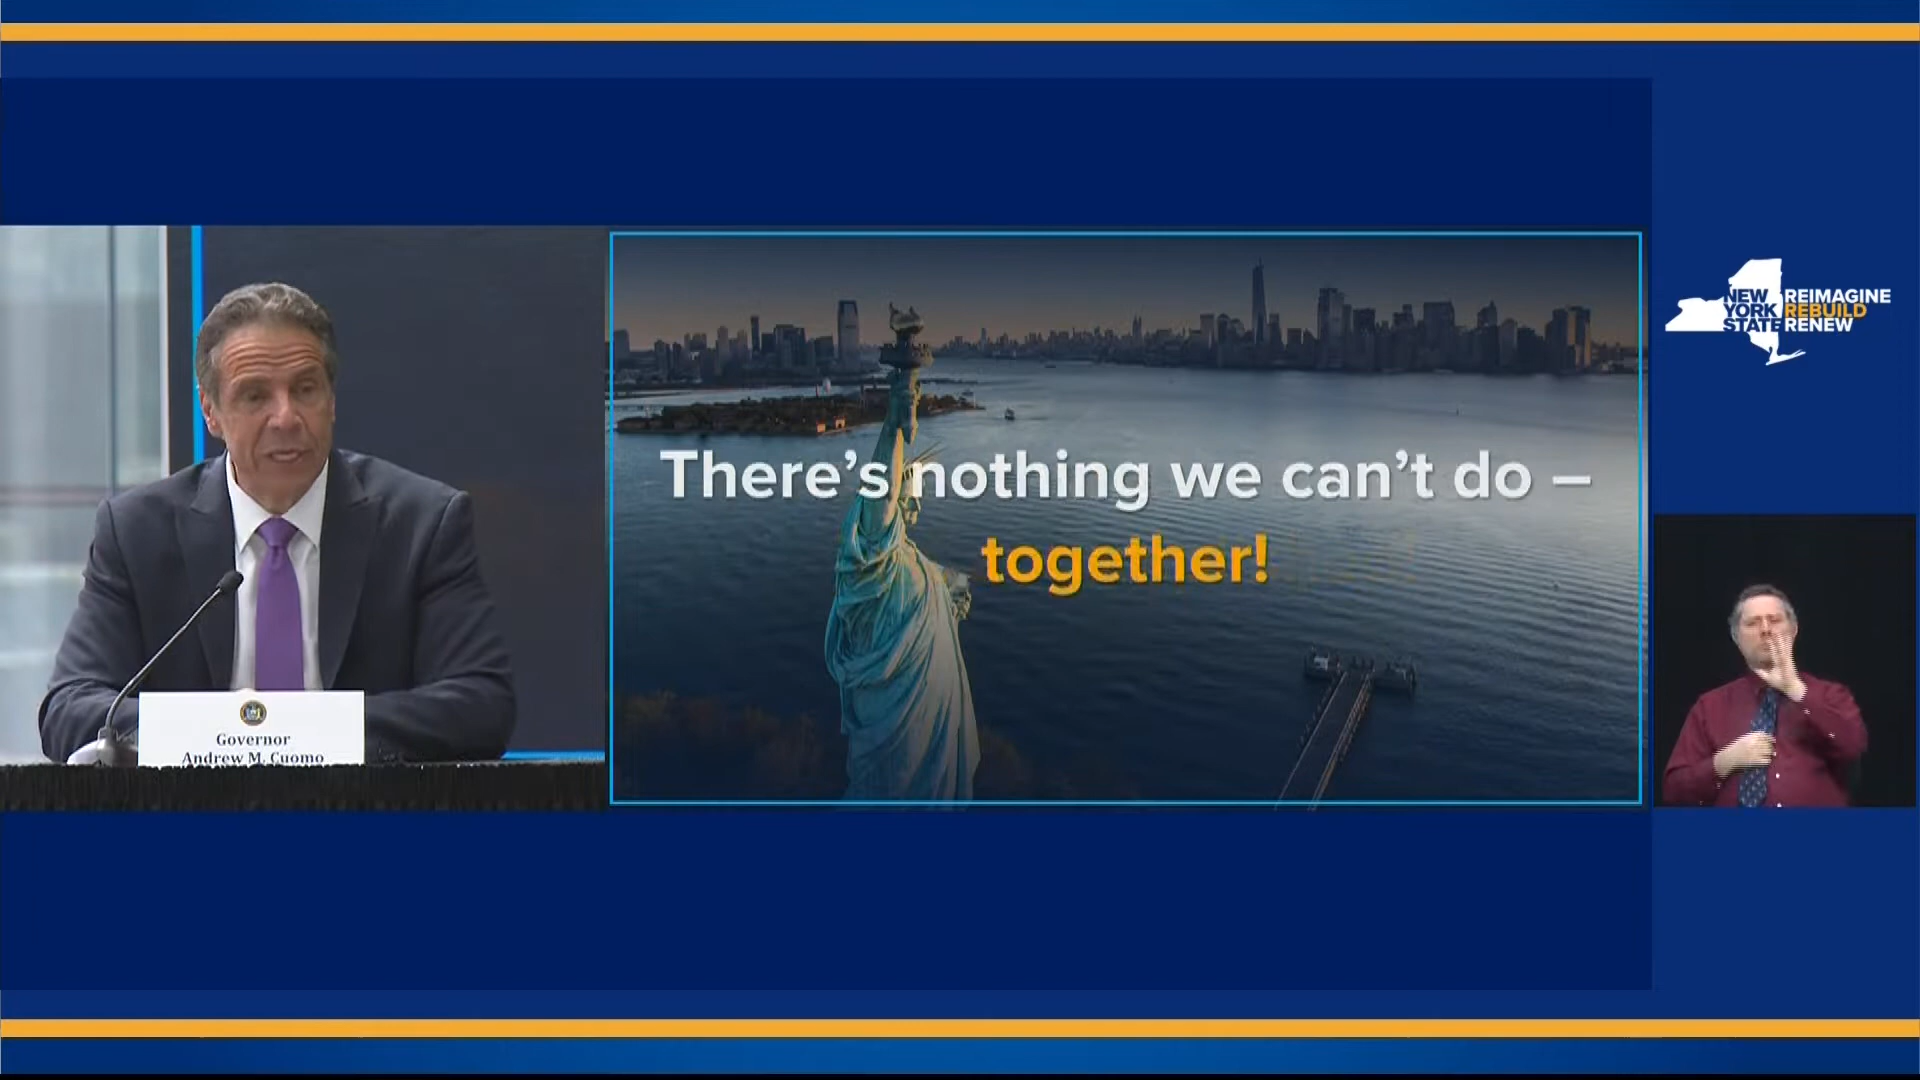 There's nothing we can't do –
together!
NEW
YORK
STATE
REIMAGINE
REBUILD
RENEW
Governor
Andrew M. Cuomo